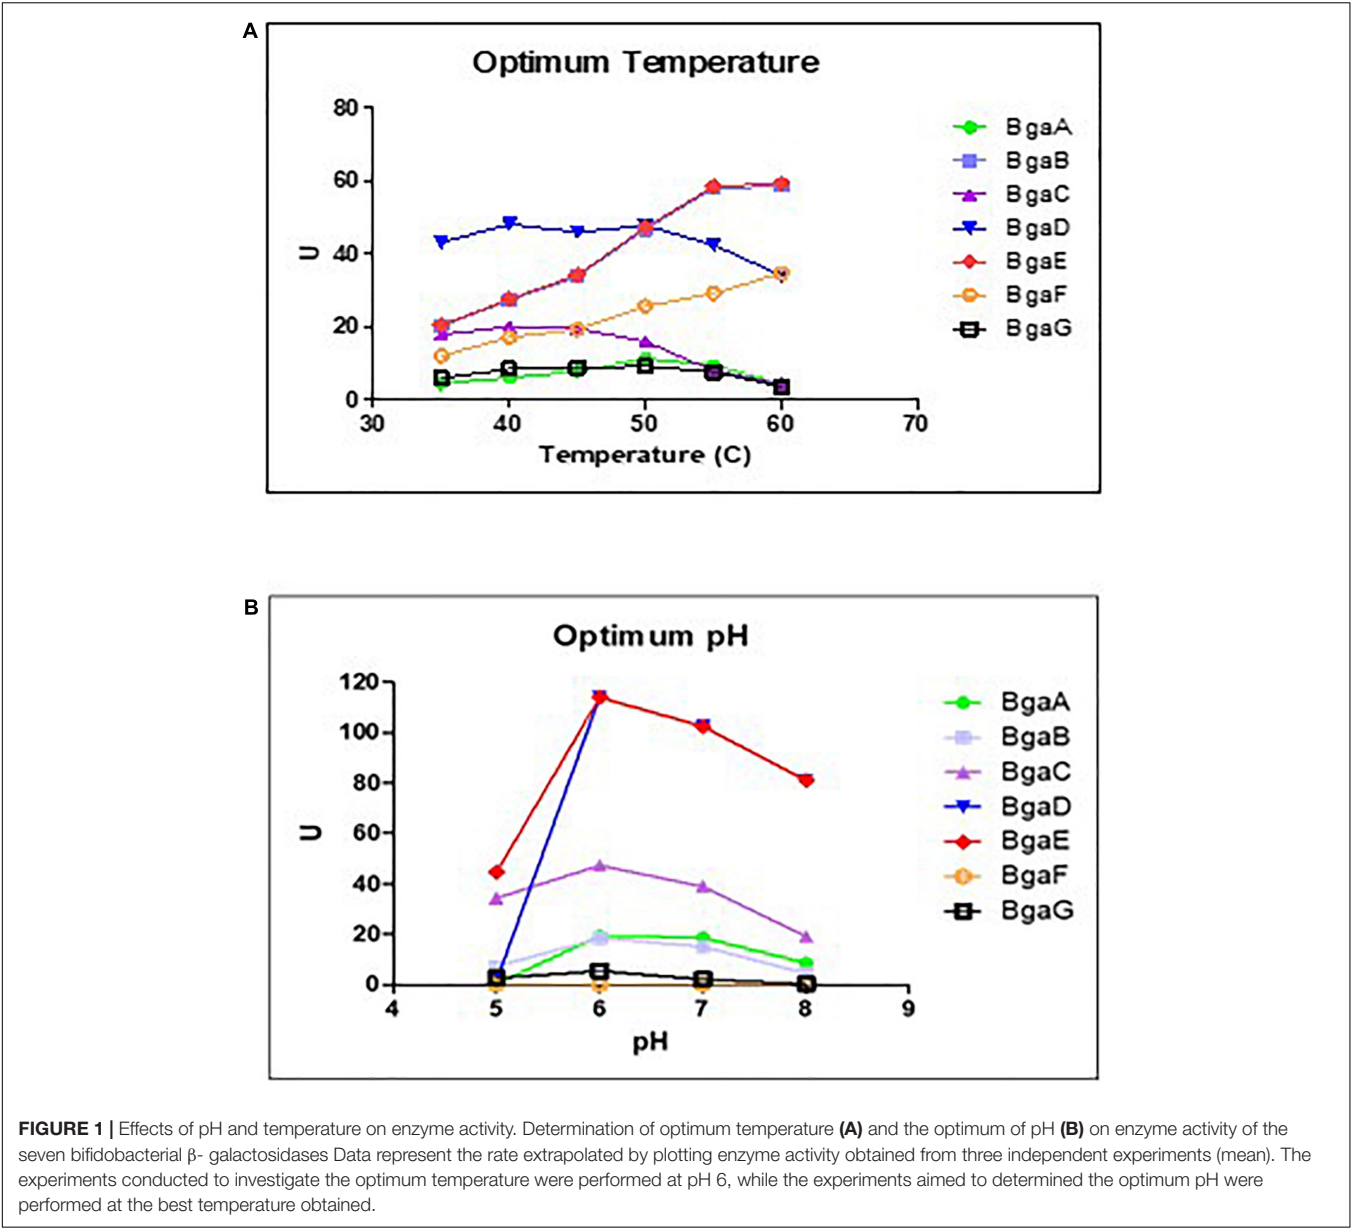 A
Optimum Temperature
80
60
40
20
0
U
30 40 50 60 70
Temperature (C)
BgaA
BgaB
BgaC
BgaD
BgaE
BgaF
BgaG
B
Optimum pH
120
100
80
60
40
20
0
U
4 5 6 7 8 9
pH
BgaA
BgaB
BgaC
BgaD
BgaE
BgaF
BgaG
FIGURE 1 | Effects of pH and temperature on enzyme activity. Determination of optimum temperature (A) and the optimum of pH (B) on enzyme activity of the
seven bifidobacterial β- galactosidases Data represent the rate extrapolated by plotting enzyme activity obtained from three independent experiments (mean). The
experiments conducted to investigate the optimum temperature were performed at pH 6, while the experiments aimed to determined the optimum pH were
performed at the best temperature obtained.